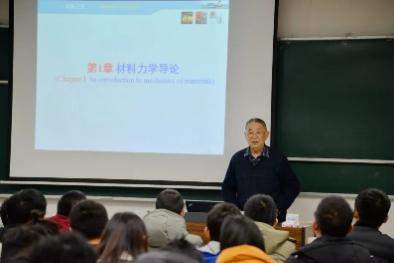 第1章 材料力学导论
(Chapter 1 An introduction to mechanics of materials)